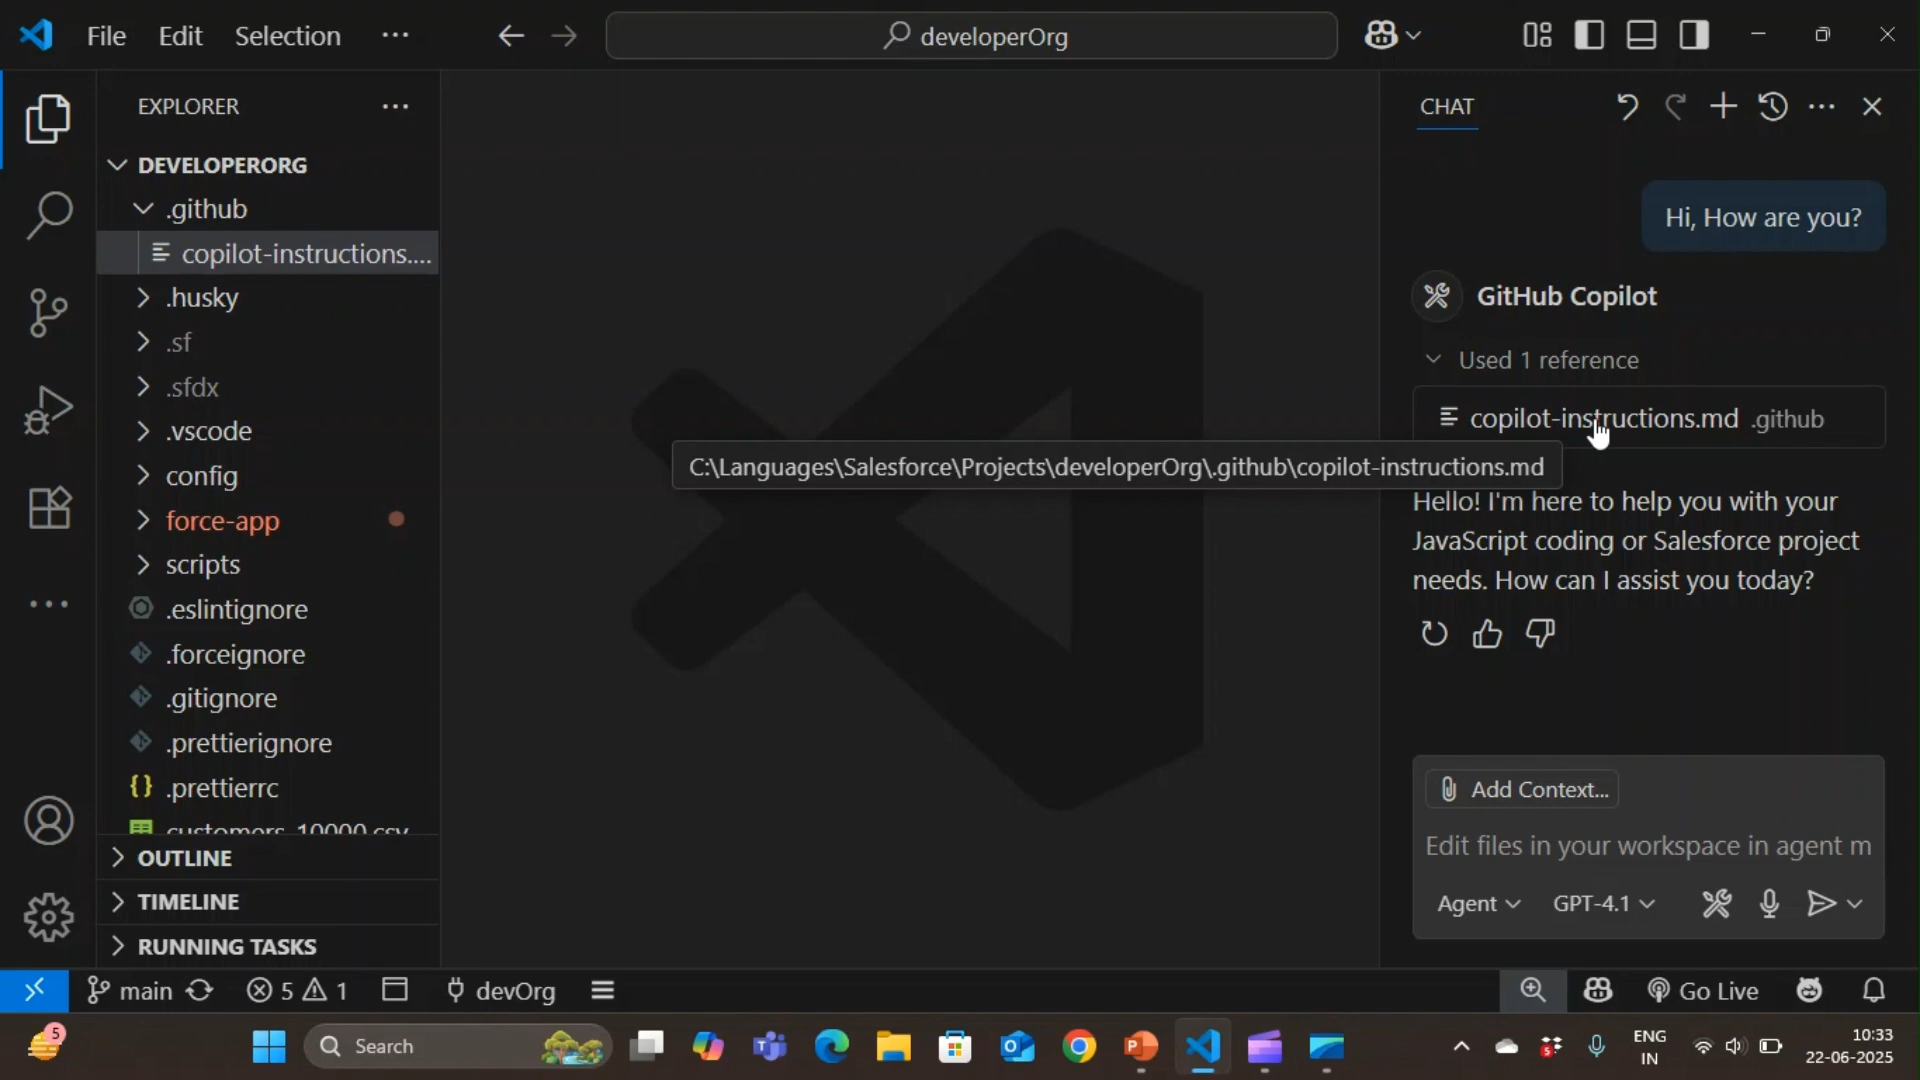 File Edit Selection ···
developerOrg
EXPLORER
DEVELOPERORG
.github
copilot-instructions....
.husky
.sf
.sfdx
.vscode
config
force-app
scripts
.eslintignore
.forceignore
.gitignore
.prettierignore
{} .prettierrc
customers_10000.csv
OUTLINE
TIMELINE
RUNNING TASKS
CHAT
Hi, How are you?
GitHub Copilot
Used 1 reference
copilot-instructions.md .github
C:\Languages\Salesforce\Projects\developerOrg\.github\copilot-instructions.md
Hello! I'm here to help you with your
JavaScript coding or Salesforce project
needs. How can I assist you today?
Add Context...
Edit files in your workspace in agent m
Agent GPT-4.1
main 5 1 devOrg
Go Live
5
Search
ENG
IN
10:33
22-06-2025